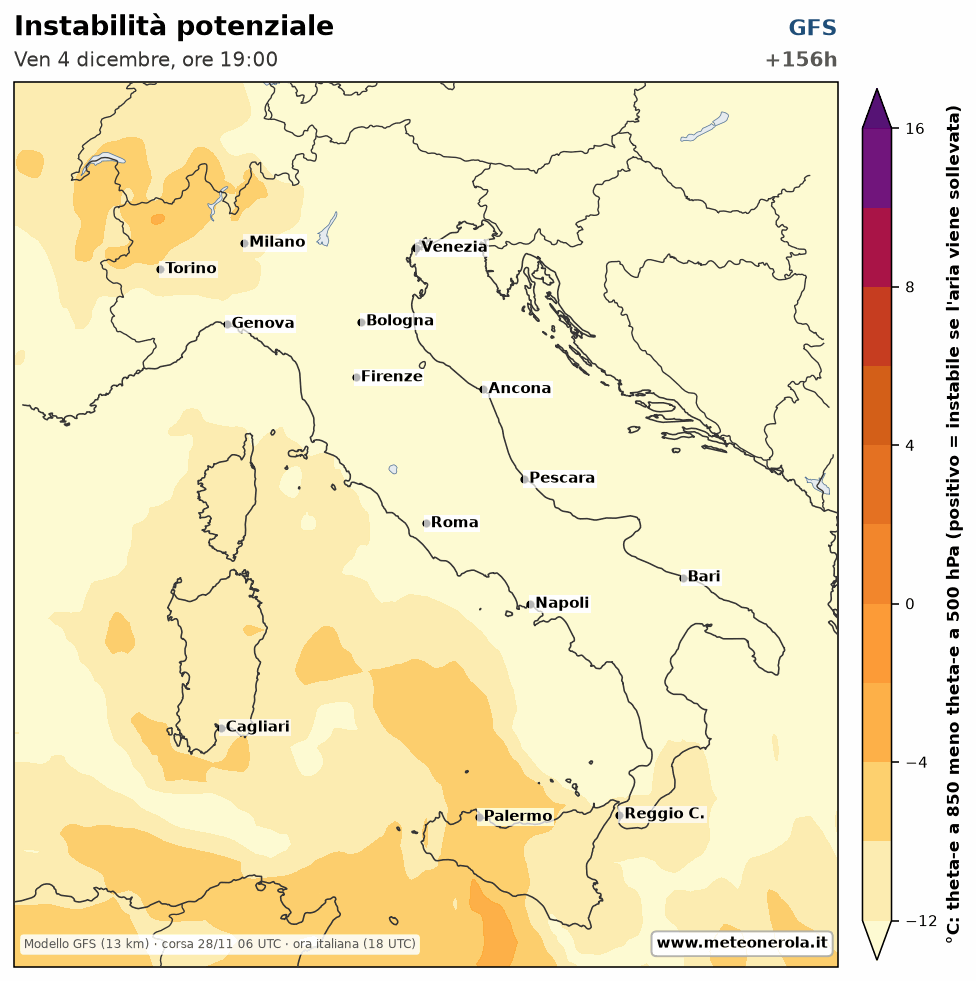 Instabilità potenziale
GFS
Ven 4 dicembre, ore 19:00
+156h
16
8
4
0
−4
−12
°C: theta-e a 850 meno theta-e a 500 hPa (positivo = instabile se l'aria viene sollevata)
Milano
Venezia
Torino
Genova
Bologna
Firenze
Ancona
Pescara
Roma
Bari
Napoli
Cagliari
Palermo
Reggio C.
Modello GFS (13 km) · corsa 28/11 06 UTC · ora italiana (18 UTC)
www.meteonerola.it